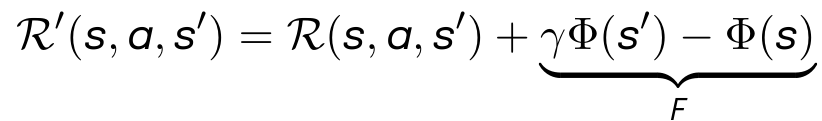 ℛ′(s, a, s′) = ℛ(s, a, s′) + γΦ(s′) − Φ(s)
F